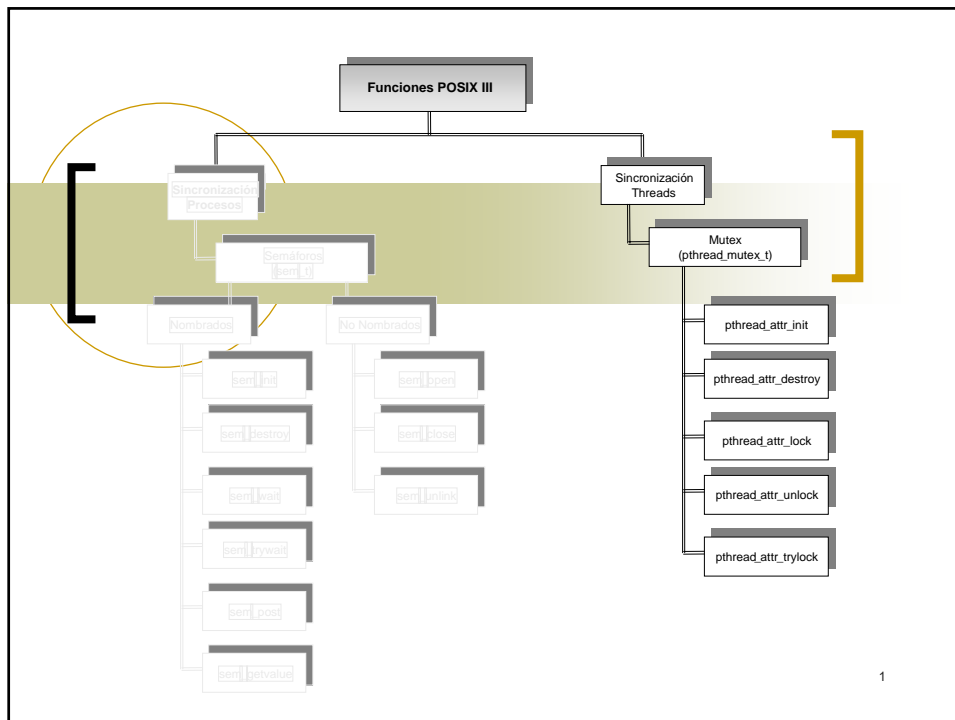 Funciones POSIX III
Sincronización
Procesos
Sincronización
Threads
Semáforos
(sem_t)
Mutex
(pthread_mutex_t)
Nombrados
No Nombrados
sem_init
sem_destroy
sem_wait
sem_trywait
sem_post
sem_getvalue
sem_open
sem_close
sem_unlink
pthread_attr_init
pthread_attr_destroy
pthread_attr_lock
pthread_attr_unlock
pthread_attr_trylock
1